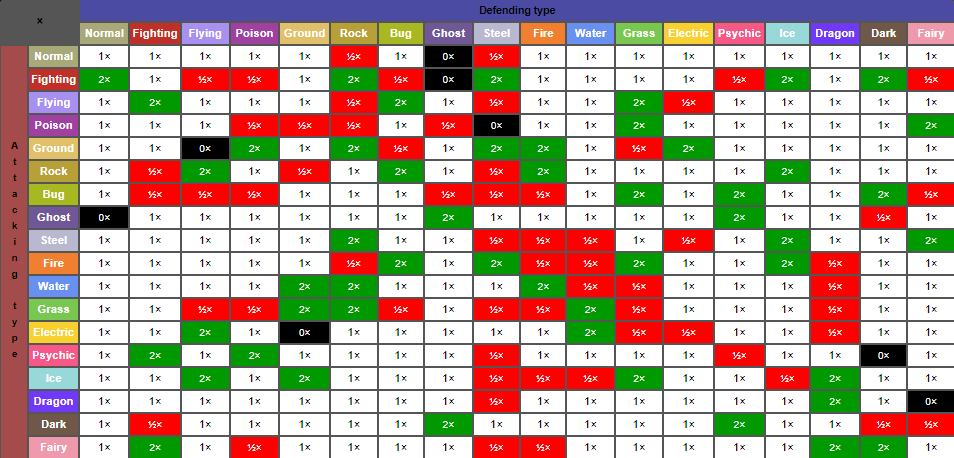 Defending type
×
Normal Fighting Flying Poison Ground Rock Bug Ghost Steel Fire Water Grass Electric Psychic Ice Dragon Dark Fairy
Attacking type
Normal 1× 1× 1× 1× 1× ½× 1× 0× ½× 1× 1× 1× 1× 1× 1× 1× 1× 1×
Fighting 2× 1× ½× ½× 1× 2× ½× 0× 2× 1× 1× 1× 1× ½× 2× 1× 2× ½×
Flying 1× 2× 1× 1× 1× ½× 2× 1× ½× 1× 1× 2× ½× 1× 1× 1× 1× 1×
Poison 1× 1× 1× ½× ½× ½× 1× ½× 0× 1× 1× 2× 1× 1× 1× 1× 1× 2×
Ground 1× 1× 0× 2× 1× 2× ½× 1× 2× 2× 1× ½× 2× 1× 1× 1× 1× 1×
Rock 1× ½× 2× 1× ½× 1× 2× 1× ½× 2× 1× 1× 1× 1× 2× 1× 1× 1×
Bug 1× ½× ½× ½× 1× 1× 1× ½× ½× ½× 1× 2× 1× 2× 1× 1× 2× ½×
Ghost 0× 1× 1× 1× 1× 1× 1× 2× 1× 1× 1× 1× 1× 2× 1× 1× ½× 1×
Steel 1× 1× 1× 1× 1× 2× 1× 1× ½× ½× ½× 1× ½× 1× 2× 1× 1× 2×
Fire 1× 1× 1× 1× 1× ½× 2× 1× 2× ½× ½× 2× 1× 1× 2× ½× 1× 1×
Water 1× 1× 1× 1× 2× 2× 1× 1× 1× 2× ½× ½× 1× 1× 1× ½× 1× 1×
Grass 1× 1× ½× ½× 2× 2× ½× 1× ½× ½× 2× ½× 1× 1× 1× ½× 1× 1×
Electric 1× 1× 2× 1× 0× 1× 1× 1× 1× 1× 2× ½× ½× 1× 1× ½× 1× 1×
Psychic 1× 2× 1× 2× 1× 1× 1× 1× ½× 1× 1× 1× 1× ½× 1× 1× 0× 1×
Ice 1× 1× 2× 1× 2× 1× 1× 1× ½× ½× ½× 2× 1× 1× ½× 2× 1× 1×
Dragon 1× 1× 1× 1× 1× 1× 1× 1× ½× 1× 1× 1× 1× 1× 1× 2× 1× 0×
Dark 1× ½× 1× 1× 1× 1× 1× 2× 1× 1× 1× 1× 1× 2× 1× 1× ½× ½×
Fairy 1× 2× 1× ½× 1× 1× 1× 1× ½× ½× 1× 1× 1× 1× 1× 2× 2× 1×